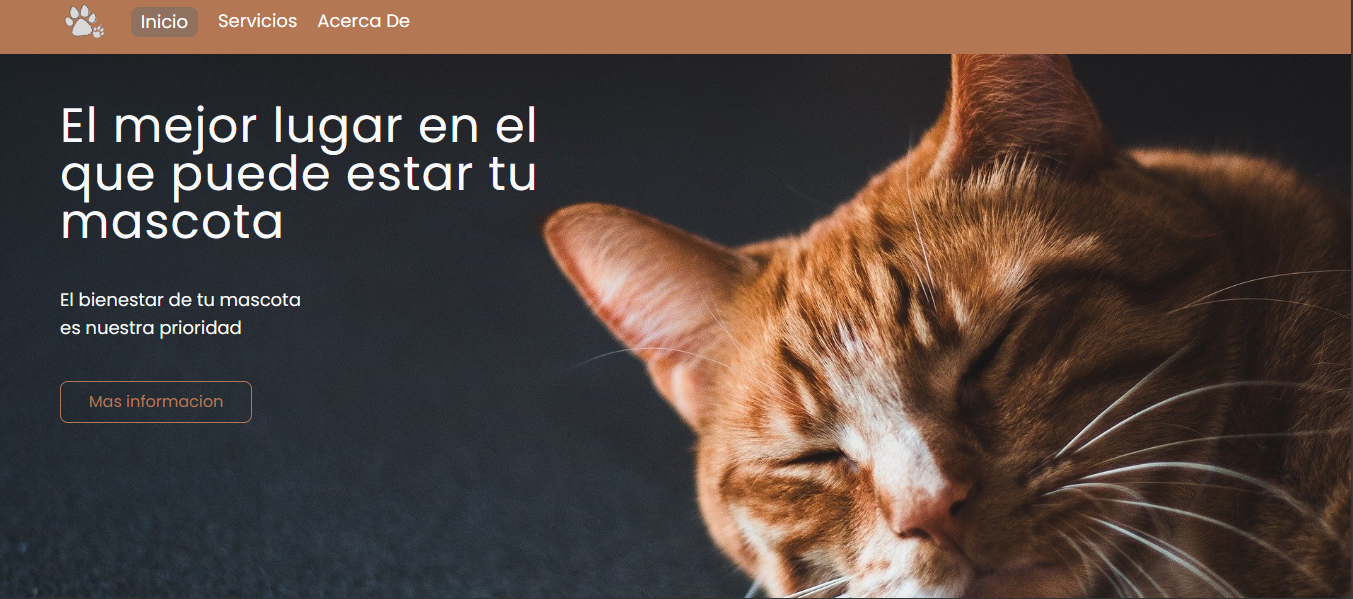 Inicio Servicios Acerca De
El mejor lugar en el
que puede estar tu
mascota
El bienestar de tu mascota
es nuestra prioridad
Mas informacion